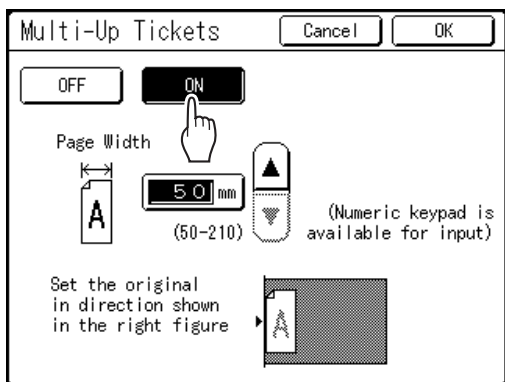 Multi-Up Tickets Cancel OK
OFF ON
Page Width
A 50 mm
(50-210)
(Numeric keypad is
available for input)
Set the original
in direction shown
in the right figure
A